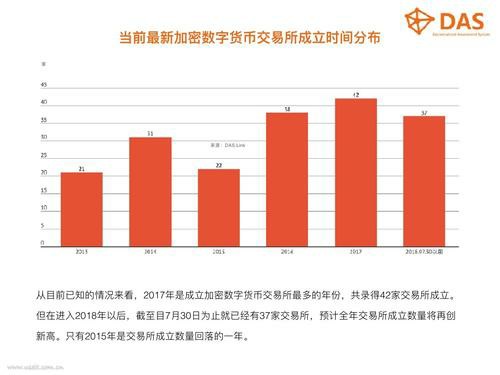 DAS
当前最新加密数字货币交易所成立时间分布
家
45
42
40
38
37
35
31
30
来源：DAS Link
25
21
22
20
15
10
5
0
2013
2014
2015
2016
2017
2018.07.30以前
从目前已知的情况来看，2017年是成立加密数字货币交易所最多的年份，共录得42家交易所成立。
但在进入2018年以后，截至目7月30日为止就已经有37家交易所，预计全年交易所成立数量将再创
新高。只有2015年是交易所成立数量回落的一年。